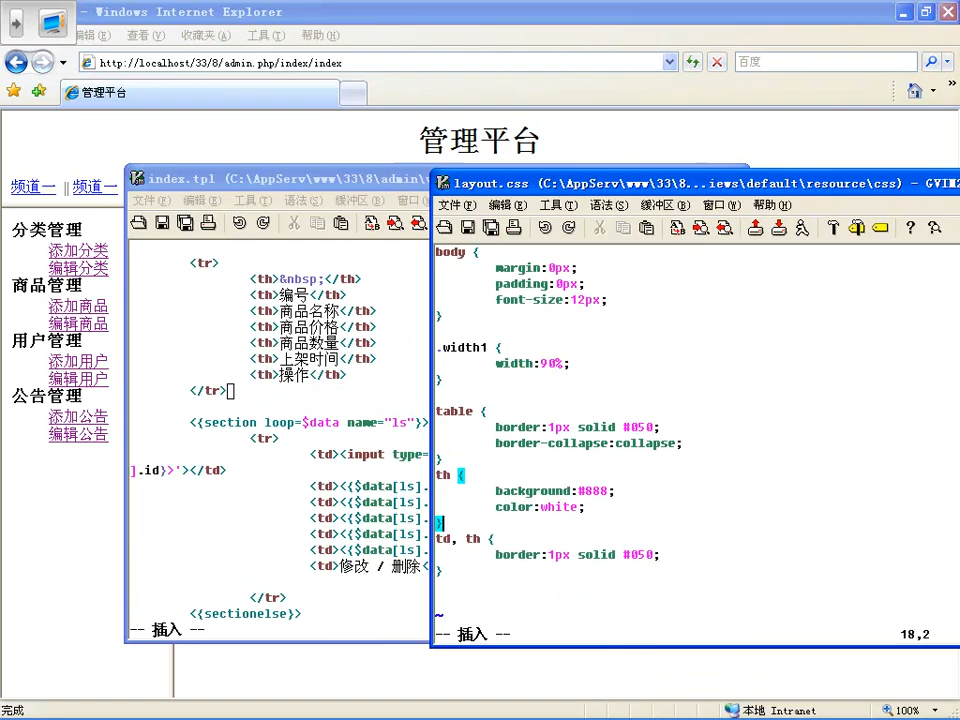 - Windows Internet Explorer
编辑(E) 查看(V) 收藏夹(A) 工具(T) 帮助(H)
http://localhost/33/8/admin.php/index/index
百度
管理平台
管理平台
频道一 || 频道一
分类管理
添加分类
编辑分类
商品管理
添加商品
编辑商品
用户管理
添加用户
编辑用户
公告管理
添加公告
编辑公告
index.tpl (C:\AppServ\www\33\8\admin\
文件(F) 编辑(E) 工具(T) 语法(S) 缓冲区(B) 窗口
<tr>
<th>&nbsp;</th>
<th>编号</th>
<th>商品名称</th>
<th>商品价格</th>
<th>商品数量</th>
<th>上架时间</th>
<th>操作</th>
</tr>
<{section loop=$data name="ls"}>
<tr>
<td><input type=
].id}>'></td>
<td><{$data[ls].
<td><{$data[ls].
<td><{$data[ls].
<td><{$data[ls].
<td><{$data[ls].
<td>修改 / 删除<
</tr>
<{sectionelse}>
-- 插入 --
layout.css (C:\AppServ\www\33\8...iews\default\resource\css) - GVIM2
文件(F) 编辑(E) 工具(T) 语法(S) 缓冲区(B) 窗口(W) 帮助(H)
body {
margin:0px;
padding:0px;
font-size:12px;
}
.width1 {
width:90%;
}
table {
border:1px solid #050;
border-collapse:collapse;
}
th {
background:#888;
color:white;
}
td, th {
border:1px solid #050;
}
~
-- 插入 --
18,2
完成
本地 Intranet
100%